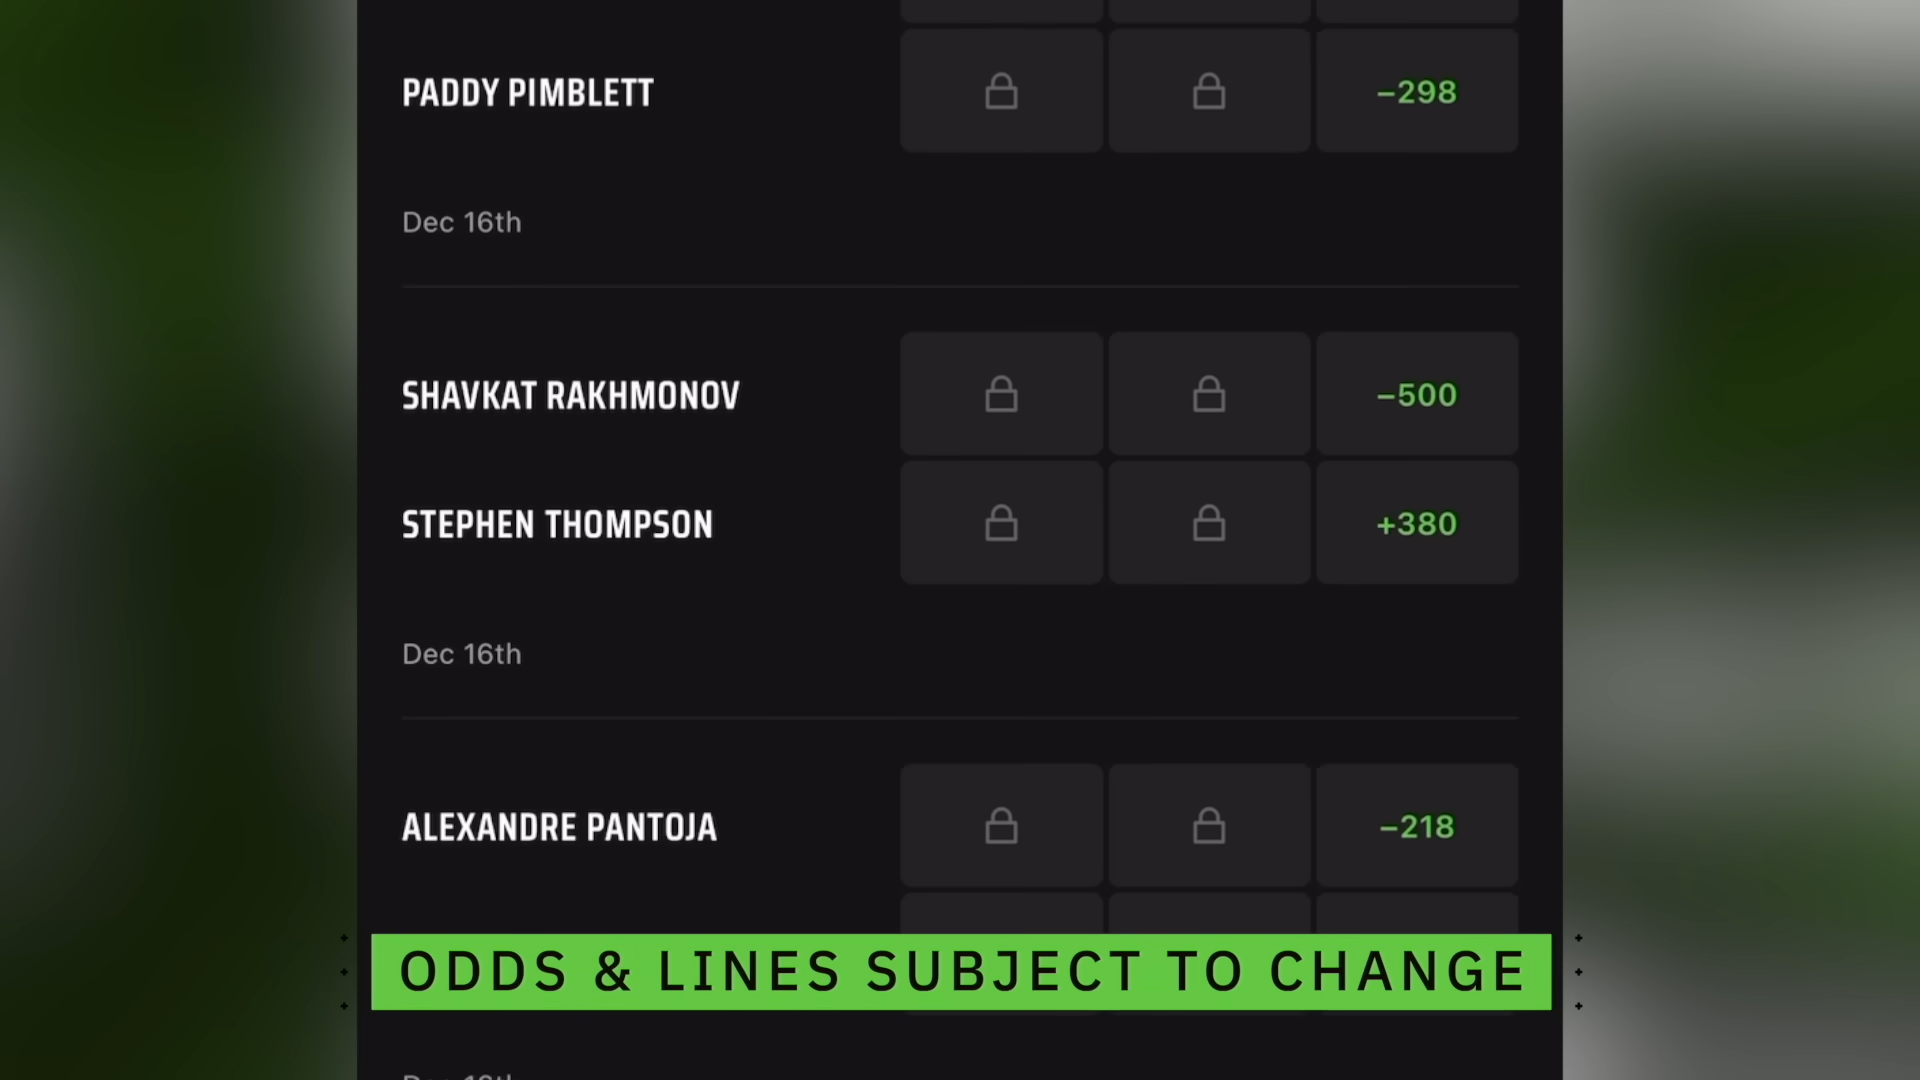 PADDY PIMBLETT
−298
Dec 16th
SHAVKAT RAKHMONOV
−500
STEPHEN THOMPSON
+380
Dec 16th
ALEXANDRE PANTOJA
−218
ODDS & LINES SUBJECT TO CHANGE